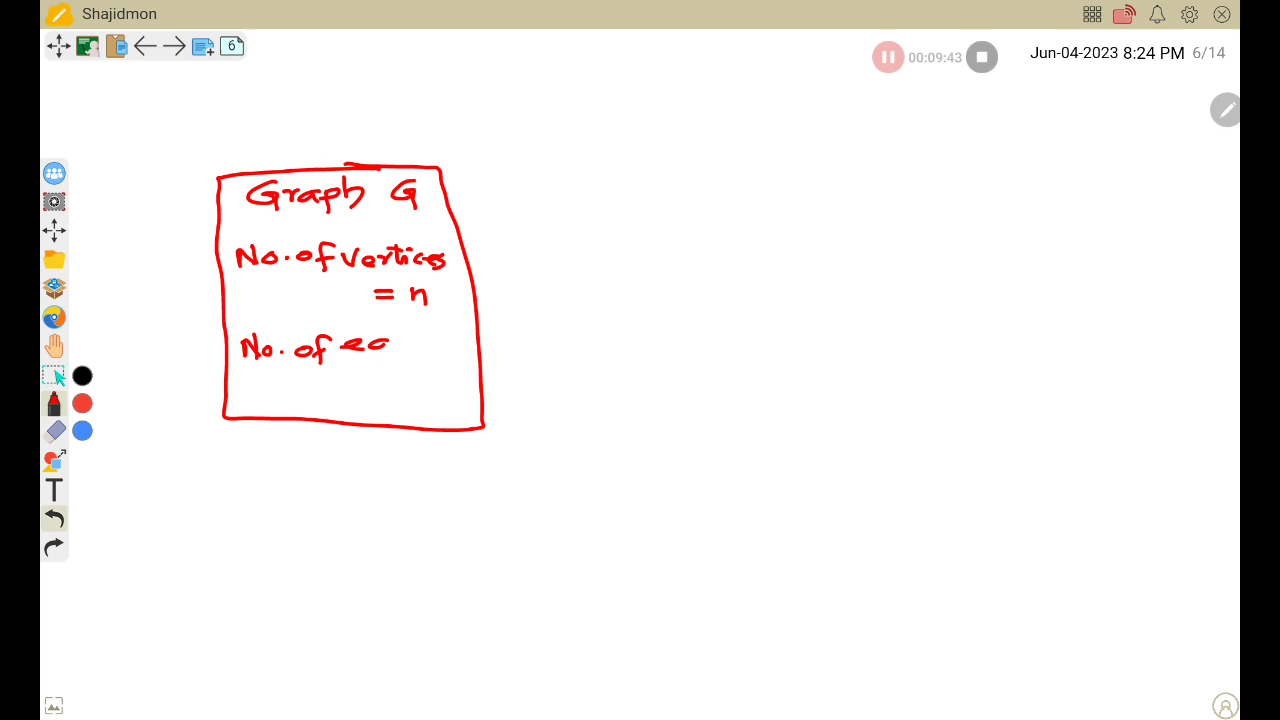 Shajidmon
6
00:09:43
Jun-04-2023 8:24 PM 6/14
Graph G
No. of vertices
= n
No. of
T